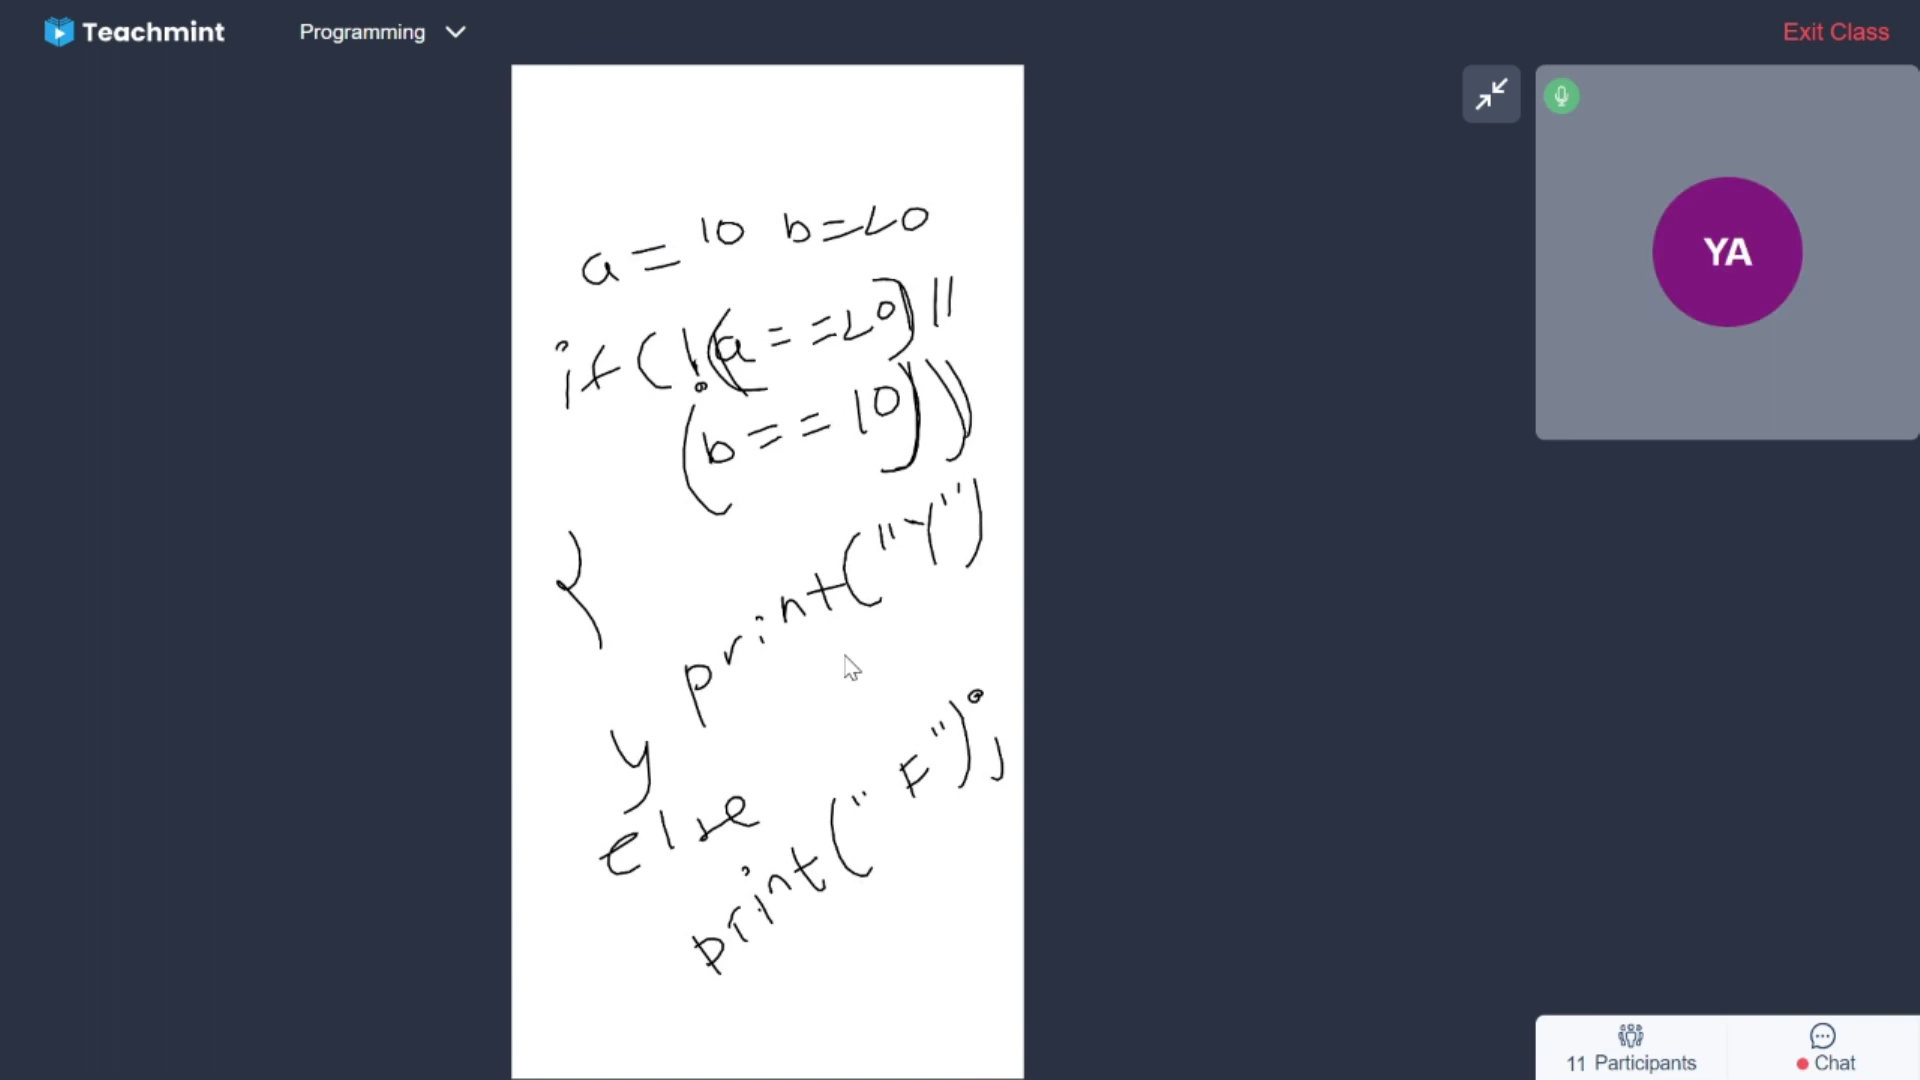 Teachmint
Programming
Exit Class
YA
a = 10 b=20
if(!(a==20)||
(b==10)))
{
print("Y")
}
else
print("F");
11 Participants
Chat